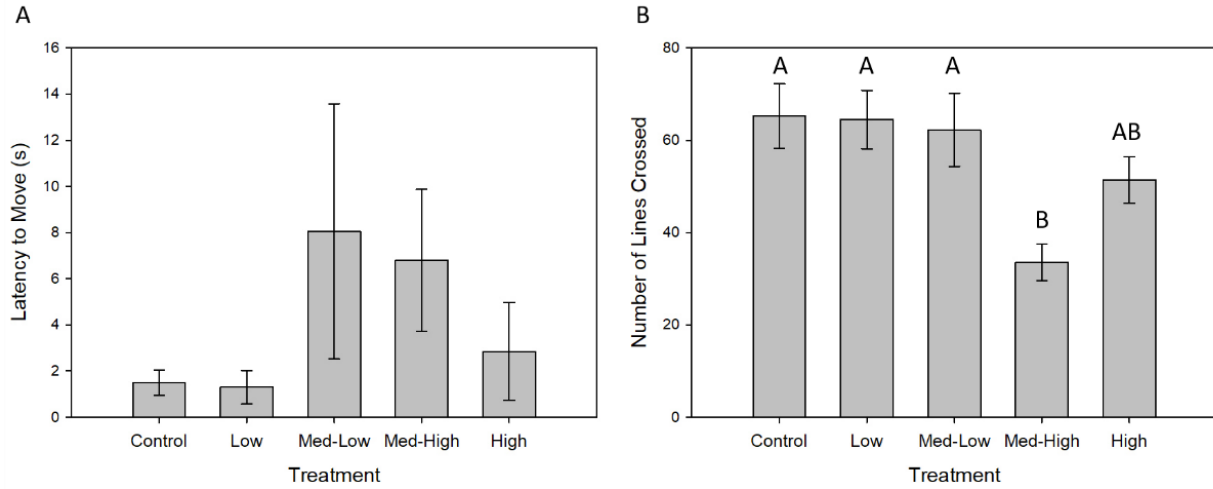 A
16
14
12
10
8
6
4
2
0
Latency to Move (s)
Control Low Med-Low Med-High High
Treatment
B
80
60
40
20
0
Number of Lines Crossed
A A A B AB
Control Low Med-Low Med-High High
Treatment